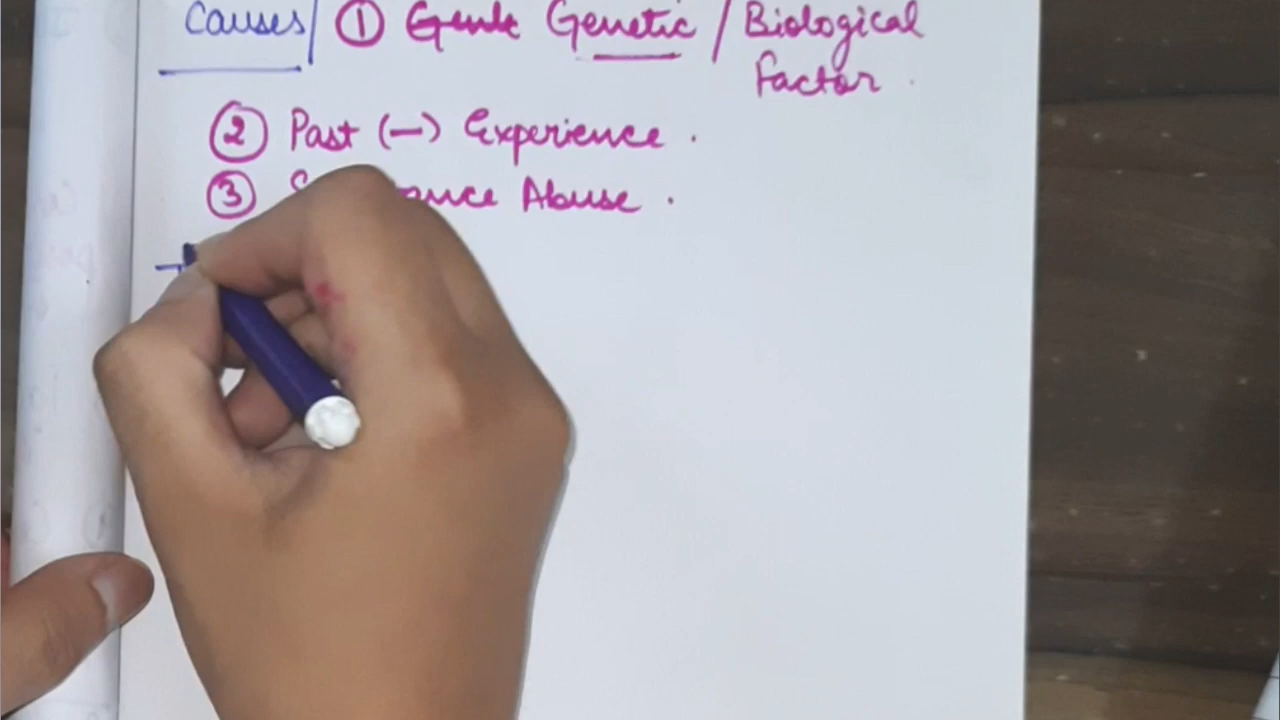 Causes/ ① Genetic / Biological
Factor
② Past (-) Experience.
③ Abuse.